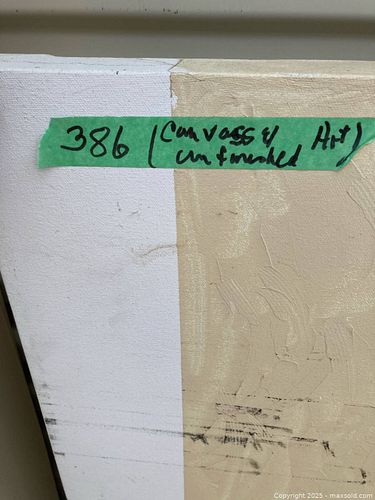 386 (Canvass &
unfinished Art)
Copyright 2025 - maxsold.com